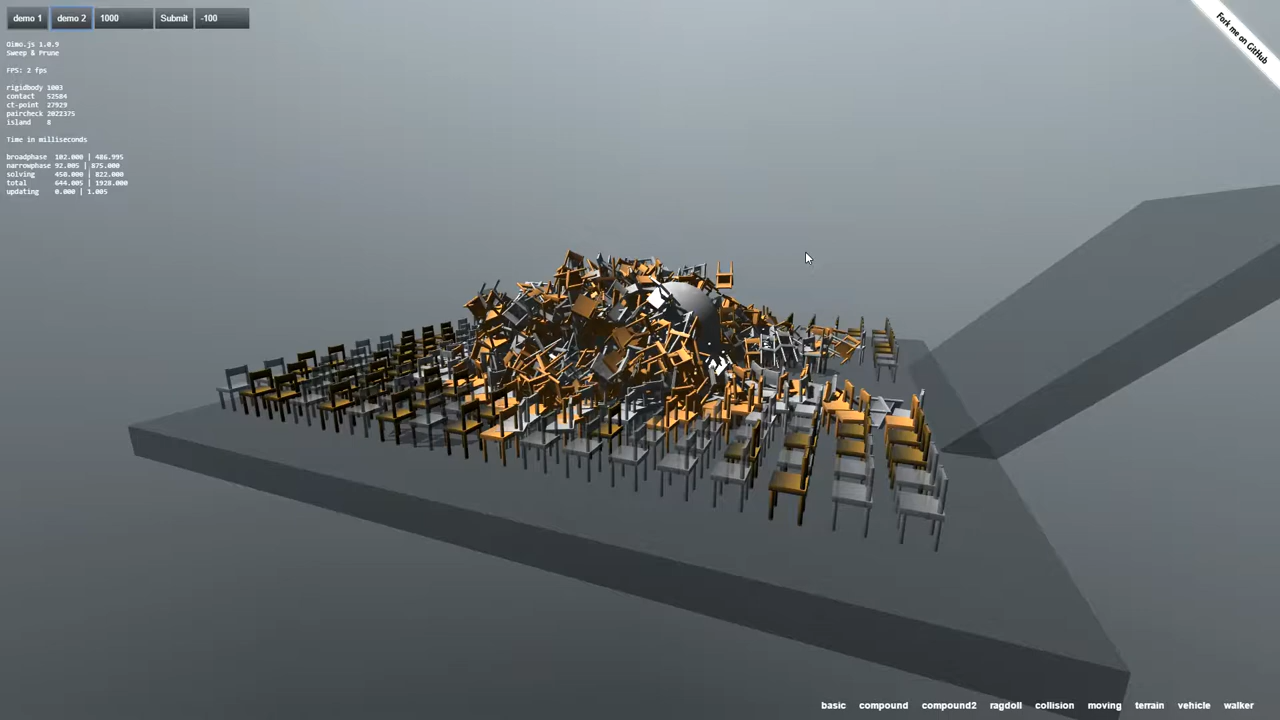 demo 1 demo 2 1000 Submit -100
Oimo.js 1.0.9
Sweep & Prune
FPS: 2 fps
rigidbody 1003
contact 52584
ct-point 27929
paircheck 2022375
island 8
Time in milliseconds
broadphase 102.000 | 486.995
narrowphase 92.005 | 875.000
solving 450.000 | 822.000
total 644.005 | 1928.000
updating 0.000 | 1.005
Fork me on GitHub
basic compound compound2 ragdoll collision moving terrain vehicle walker